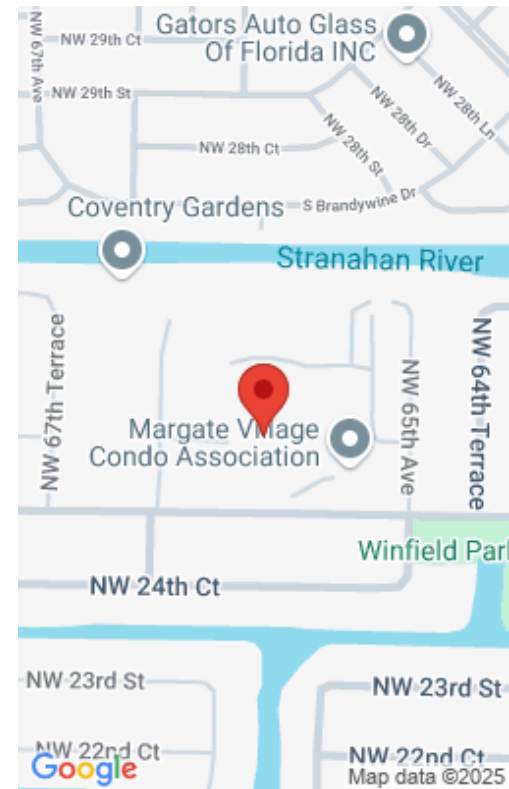 Gators Auto Glass
Of Florida INC
NW 29th Ct
NW 67th Ave
NW 29th St
NW 28th Ct
NW 28th St
NW 28th Dr
NW 28th Ln
Coventry Gardens
S Brandywine Dr
Stranahan River
NW 67th Terrace
NW 65th Ave
NW 64th Terrace
Margate Village
Condo Association
Winfield Park
NW 24th Ct
NW 23rd St
NW 23rd St
NW 22nd Ct
NW 22nd Ct
Google
Map data ©2025